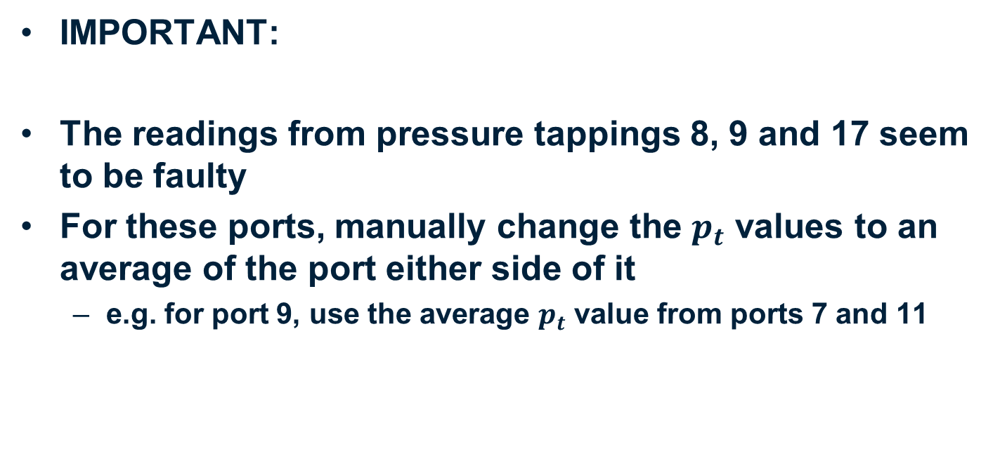 • IMPORTANT:
• The readings from pressure tappings 8, 9 and 17 seem
to be faulty
• For these ports, manually change the pₜ values to an
average of the port either side of it
– e.g. for port 9, use the average pₜ value from ports 7 and 11